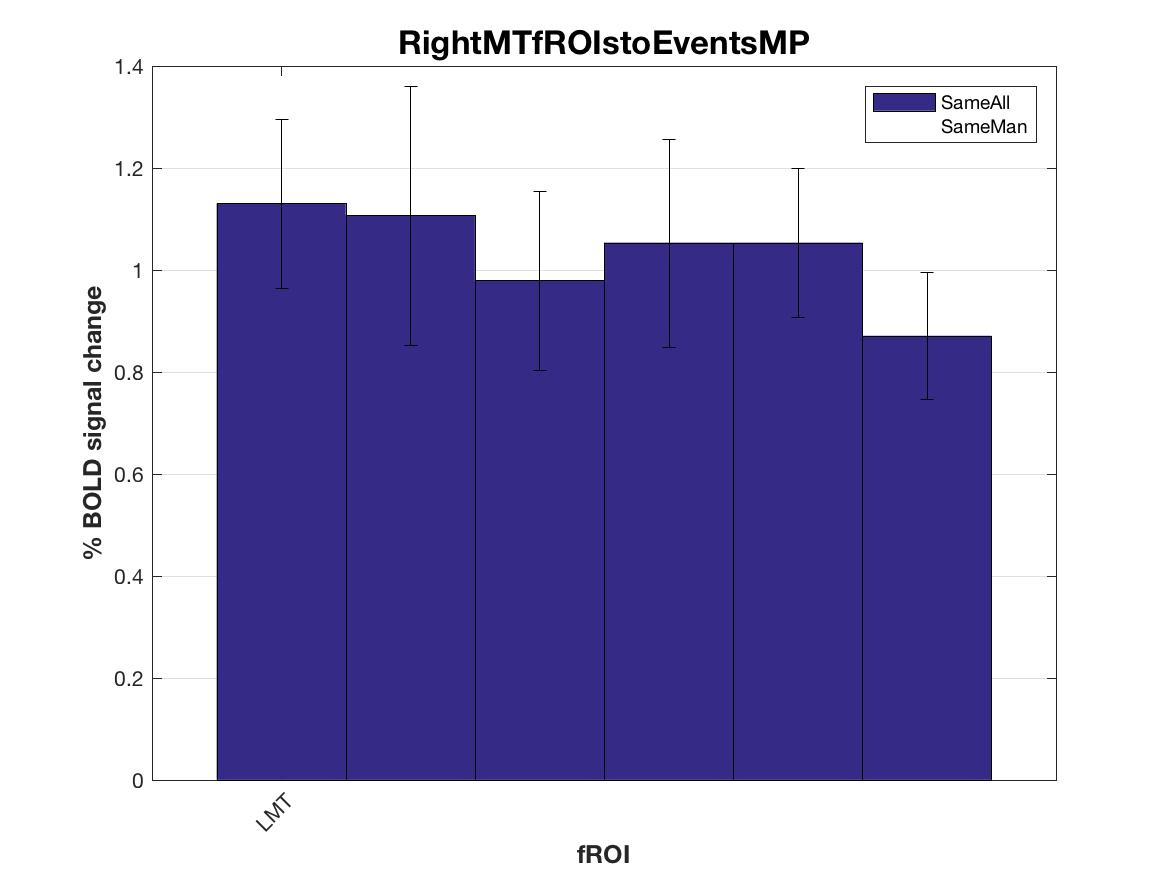 RightMTfROIstoEventsMP
1.4
1.2
1
0.8
0.6
0.4
0.2
0
% BOLD signal change
SameAll
SameMan
LMT
fROI